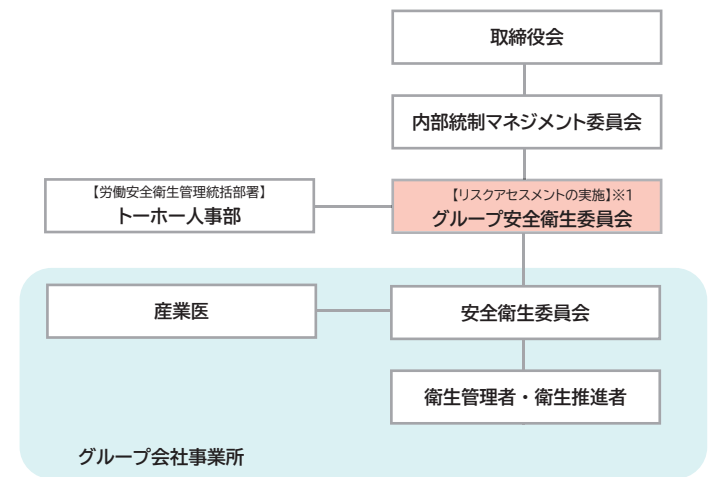 取締役会
内部統制マネジメント委員会
【労働安全衛生管理統括部署】
トーホー人事部
【リスクアセスメントの実施】※1
グループ安全衛生委員会
産業医
安全衛生委員会
衛生管理者・衛生推進者
グループ会社事業所